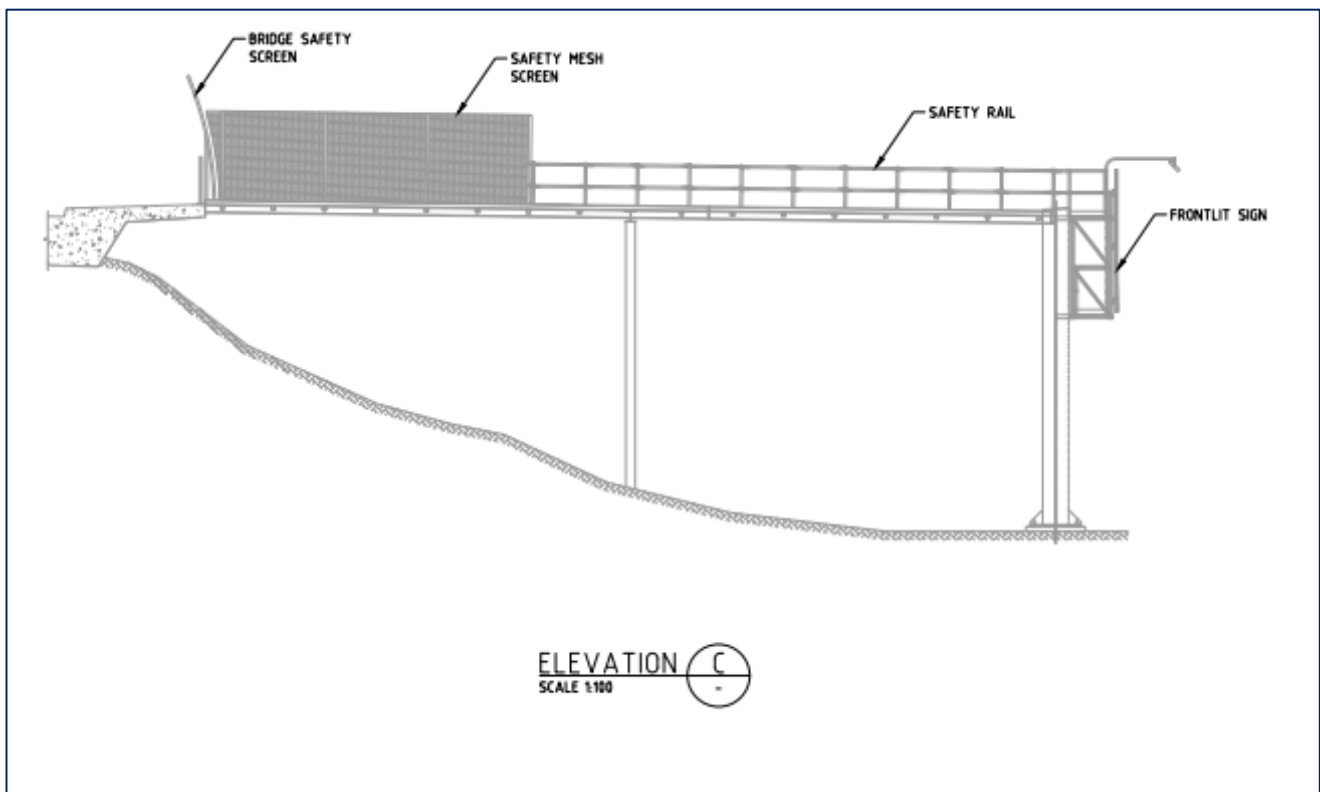 BRIDGE SAFETY
SCREEN
SAFETY MESH
SCREEN
SAFETY RAIL
FRONTLIT SIGN
ELEVATION C
SCALE 1:100 -